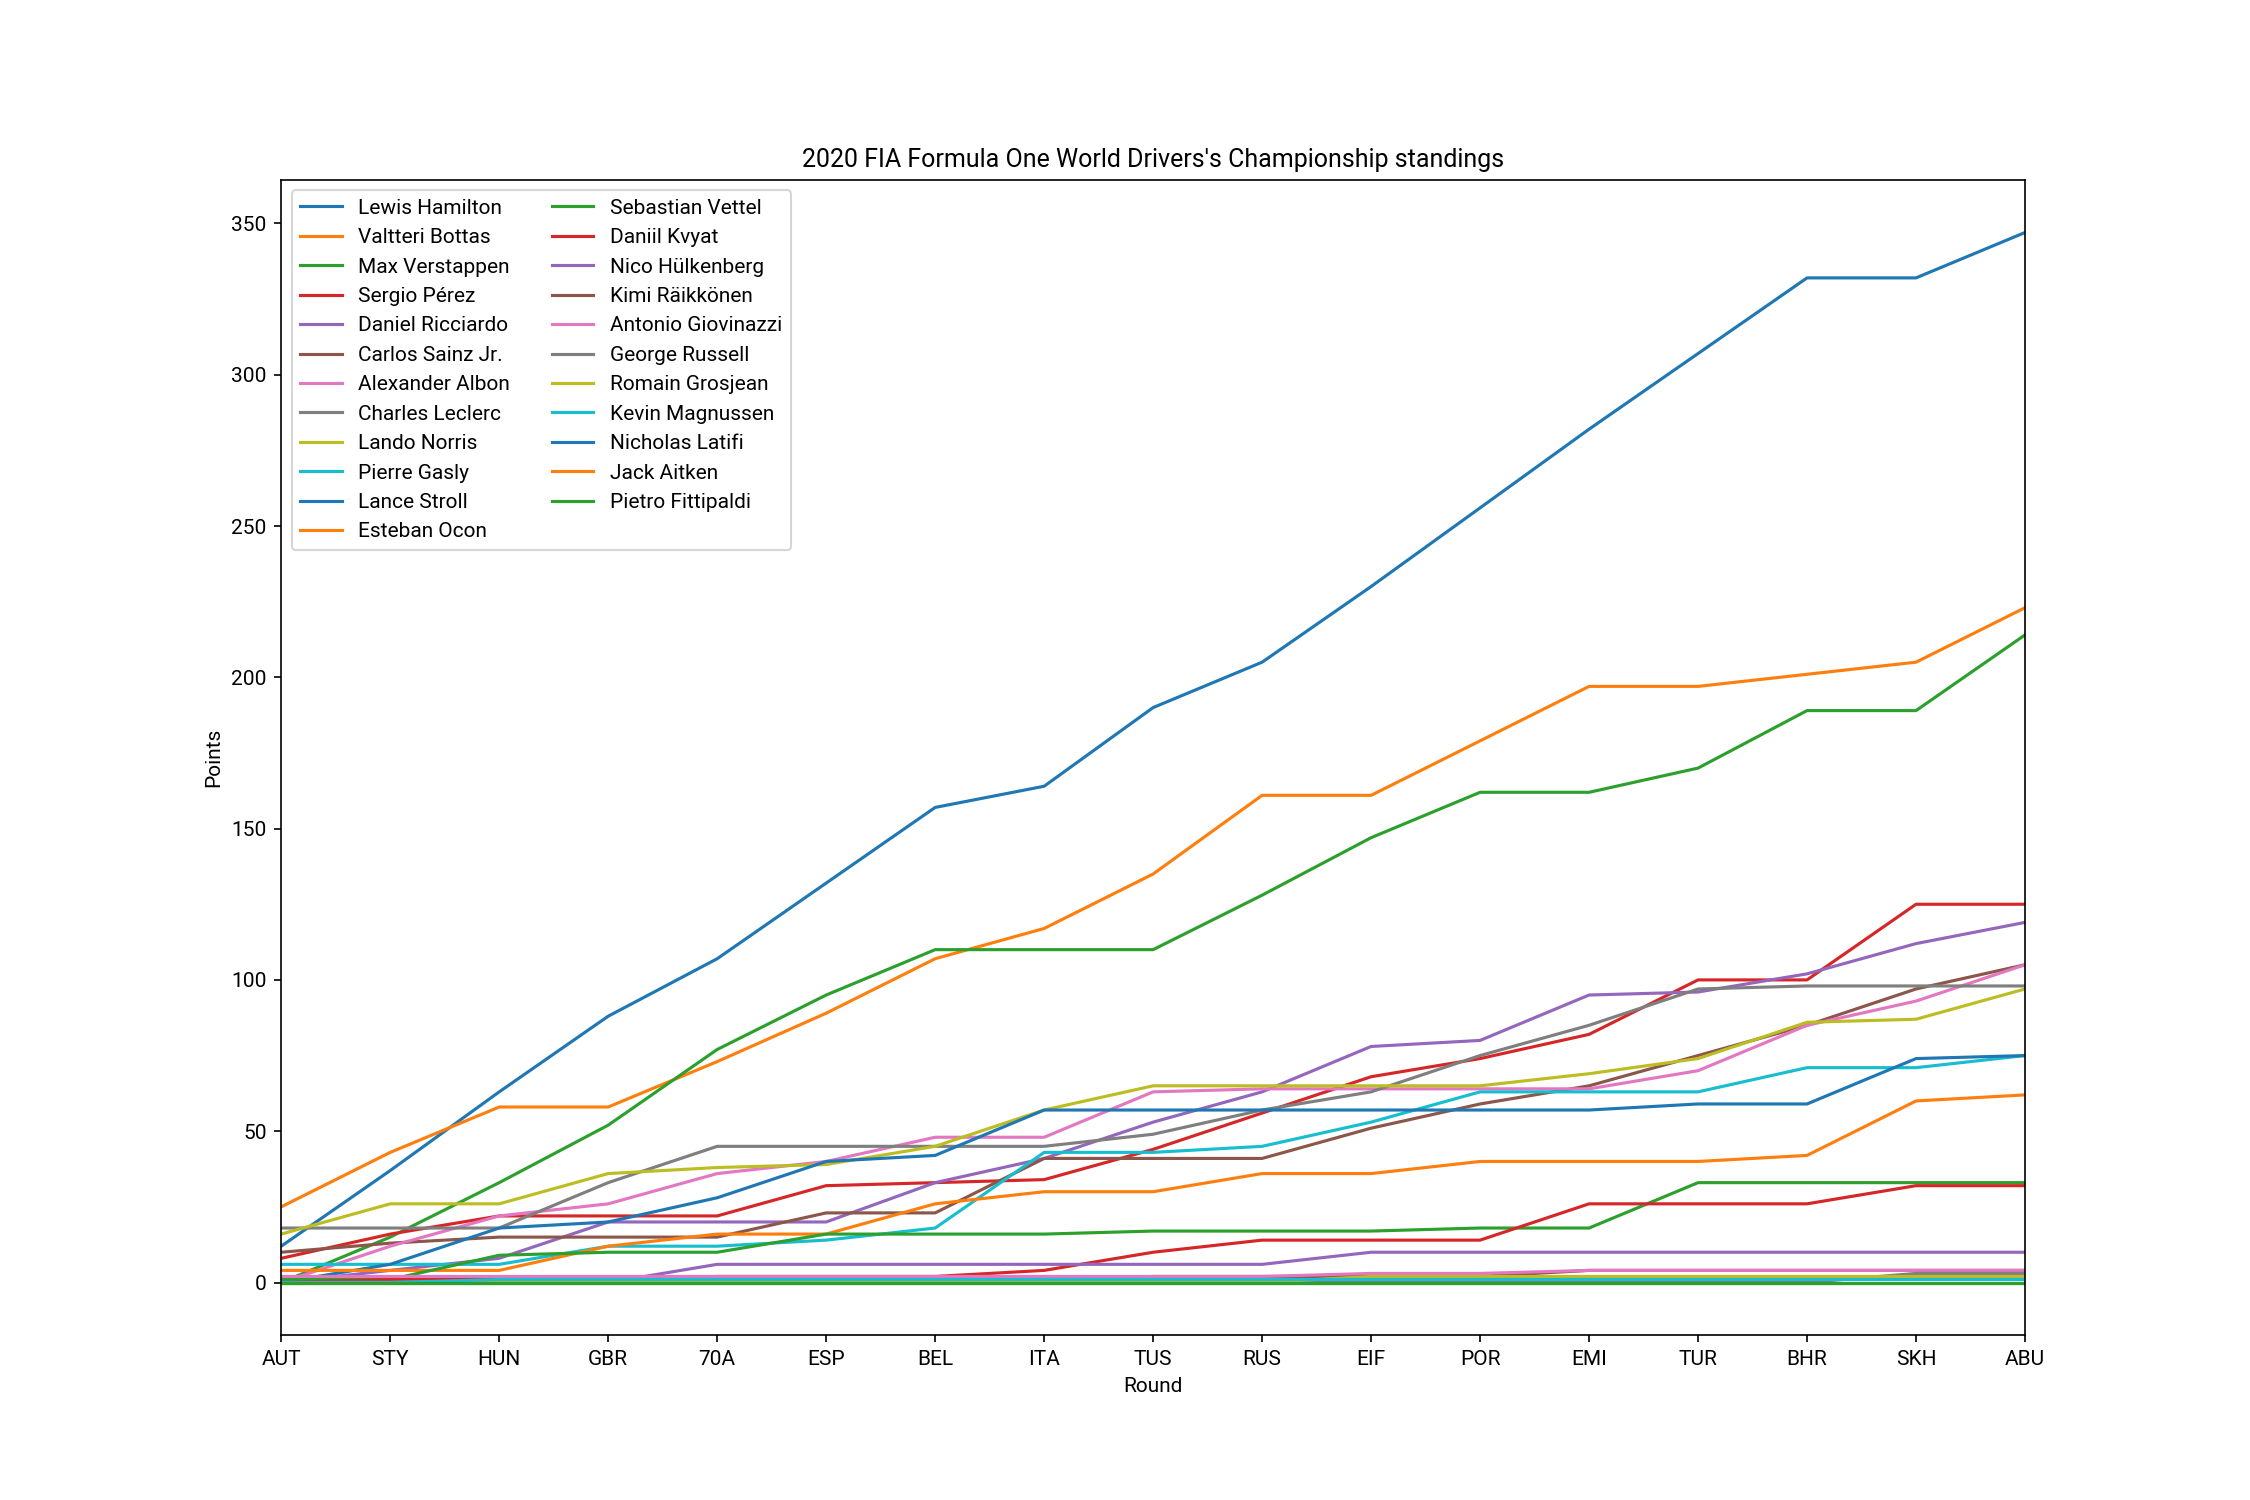 2020 FIA Formula One World Drivers's Championship standings
Lewis Hamilton
Valtteri Bottas
Max Verstappen
Sergio Pérez
Daniel Ricciardo
Carlos Sainz Jr.
Alexander Albon
Charles Leclerc
Lando Norris
Pierre Gasly
Lance Stroll
Esteban Ocon
Sebastian Vettel
Daniil Kvyat
Nico Hülkenberg
Kimi Räikkönen
Antonio Giovinazzi
George Russell
Romain Grosjean
Kevin Magnussen
Nicholas Latifi
Jack Aitken
Pietro Fittipaldi
350
300
250
200
150
100
50
0
Points
AUT STY HUN GBR 70A ESP BEL ITA TUS RUS EIF POR EMI TUR BHR SKH ABU
Round